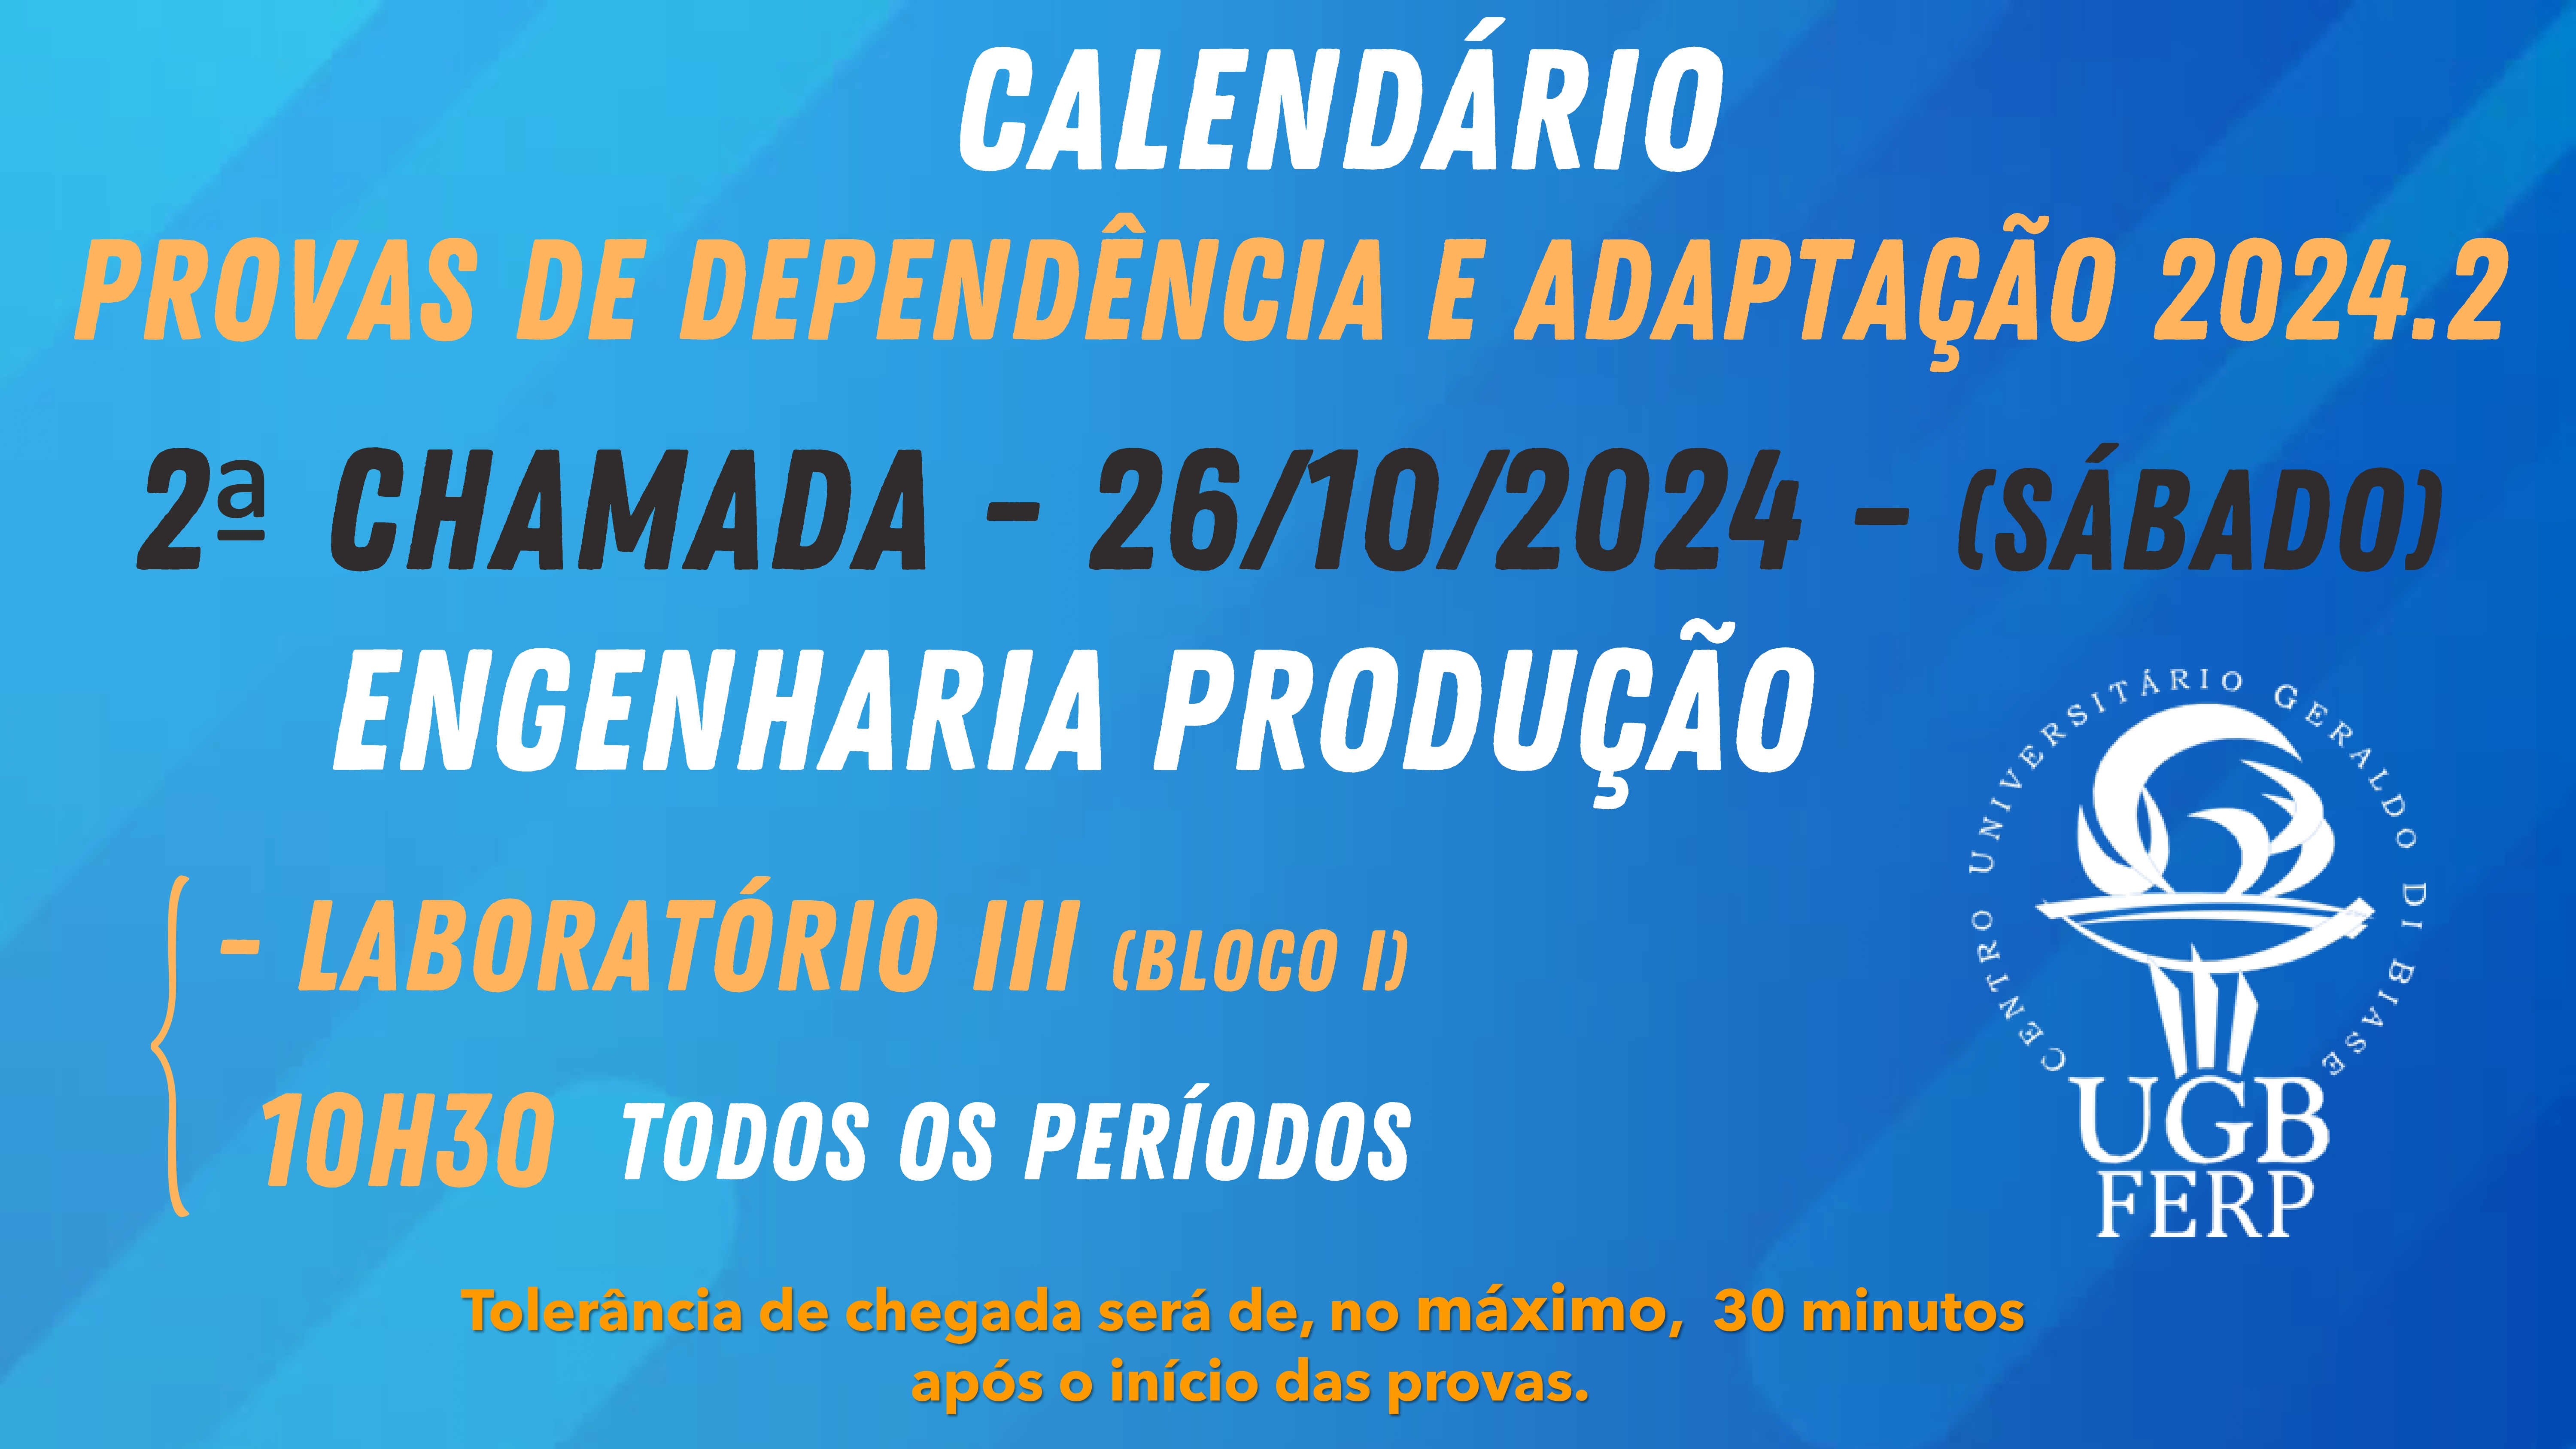 CALENDÁRIO
PROVAS DE DEPENDÊNCIA E ADAPTAÇÃO 2024.2
2ª CHAMADA - 26/10/2024 - (SÁBADO)
ENGENHARIA PRODUÇÃO
- LABORATÓRIO III (BLOCO I)
10H30 TODOS OS PERÍODOS
CENTRO UNIVERSITÁRIO GERALDO DI BIASE
UGB
FERP
Tolerância de chegada será de, no máximo, 30 minutos
após o início das provas.